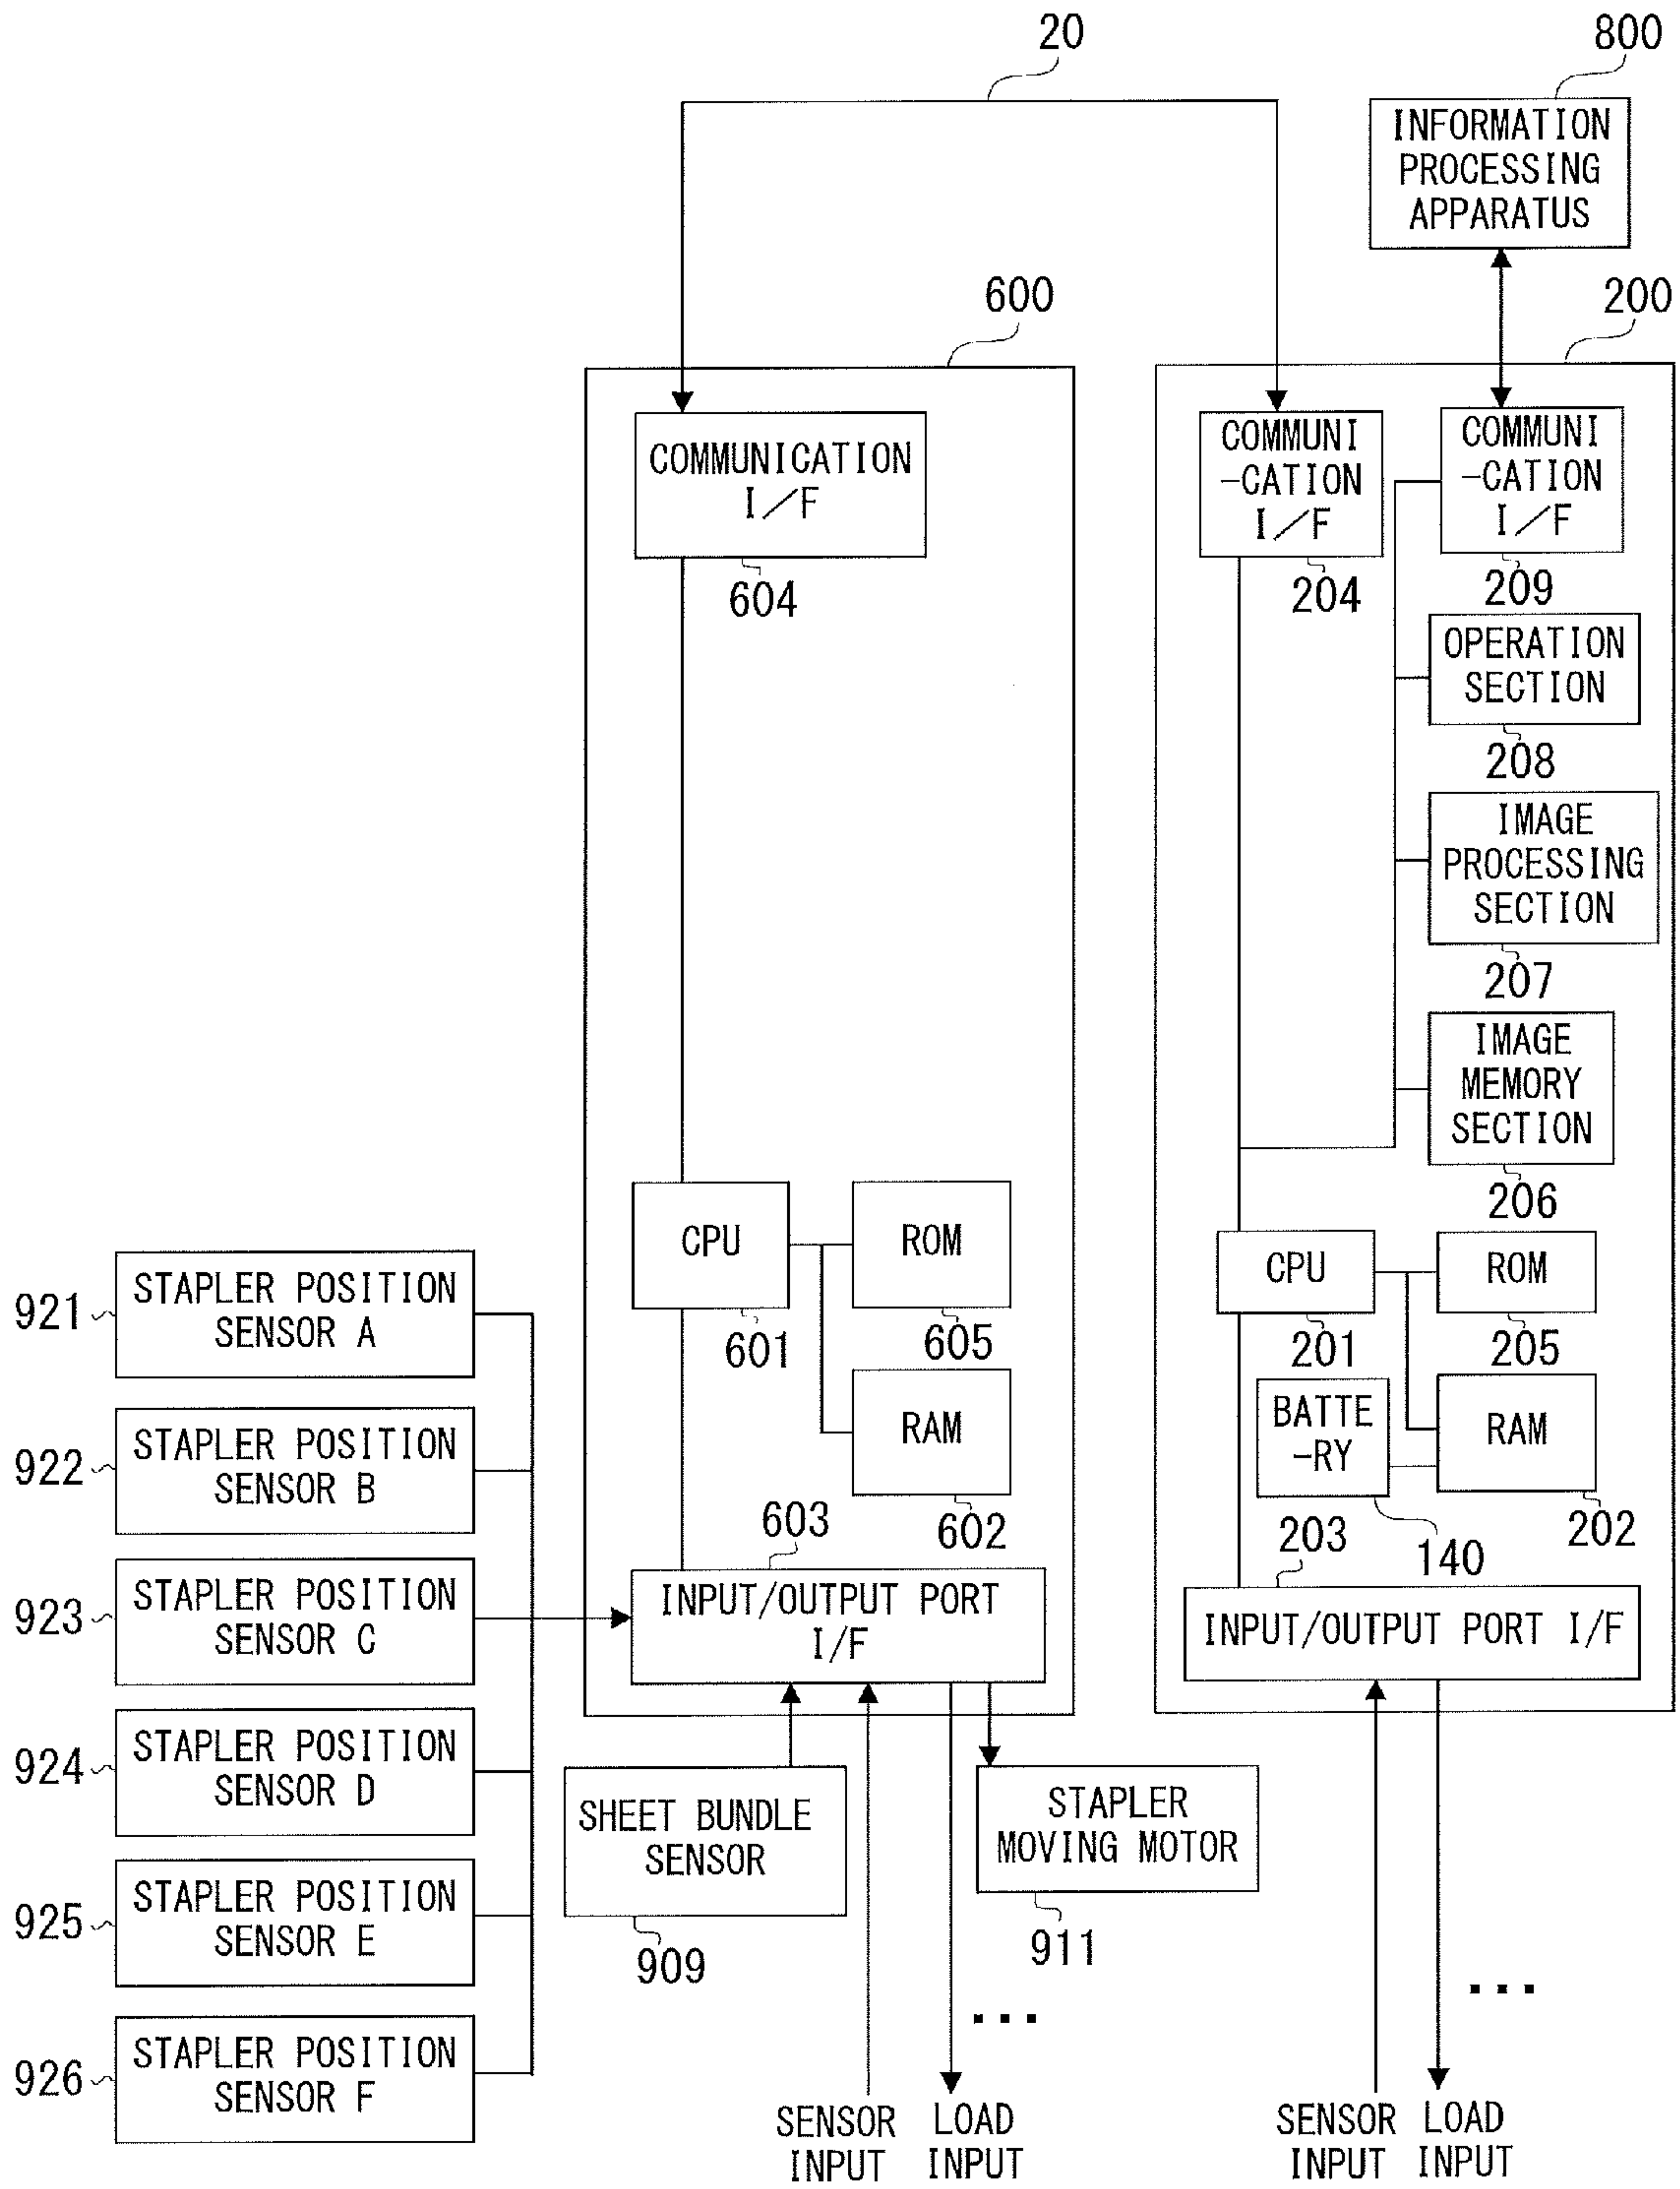 20
800
INFORMATION
PROCESSING
APPARATUS
600
200
COMMUNICATION
I/F
604
COMMUNI
-CATION
I/F
204
COMMUNI
-CATION
I/F
209
OPERATION
SECTION
208
IMAGE
PROCESSING
SECTION
207
IMAGE
MEMORY
SECTION
206
CPU
601
ROM
605
RAM
602
603
INPUT/OUTPUT PORT
I/F
CPU
201
ROM
205
BATTE
-RY
140
RAM
202
203
INPUT/OUTPUT PORT I/F
921
STAPLER POSITION
SENSOR A
922
STAPLER POSITION
SENSOR B
923
STAPLER POSITION
SENSOR C
924
STAPLER POSITION
SENSOR D
925
STAPLER POSITION
SENSOR E
926
STAPLER POSITION
SENSOR F
SHEET BUNDLE
SENSOR
909
STAPLER
MOVING MOTOR
911
...
...
SENSOR
INPUT
LOAD
INPUT
SENSOR
INPUT
LOAD
INPUT